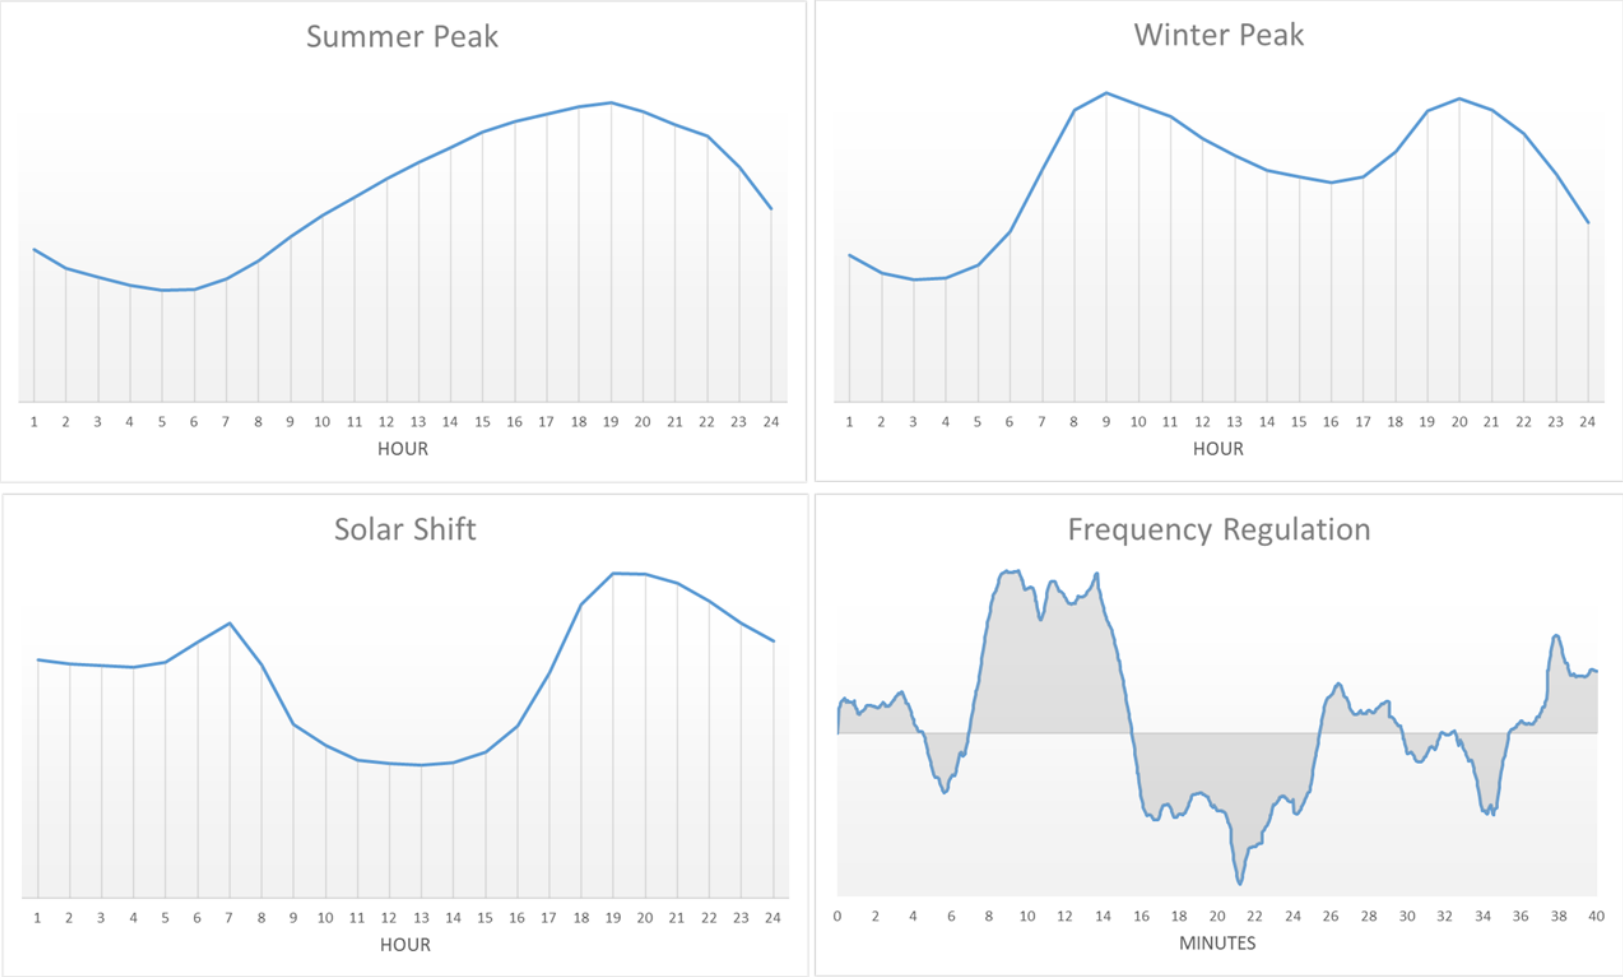 Summer Peak
1 2 3 4 5 6 7 8 9 10 11 12 13 14 15 16 17 18 19 20 21 22 23 24
HOUR
Winter Peak
1 2 3 4 5 6 7 8 9 10 11 12 13 14 15 16 17 18 19 20 21 22 23 24
HOUR
Solar Shift
1 2 3 4 5 6 7 8 9 10 11 12 13 14 15 16 17 18 19 20 21 22 23 24
HOUR
Frequency Regulation
0 2 4 6 8 10 12 14 16 18 20 22 24 26 28 30 32 34 36 38 40
MINUTES